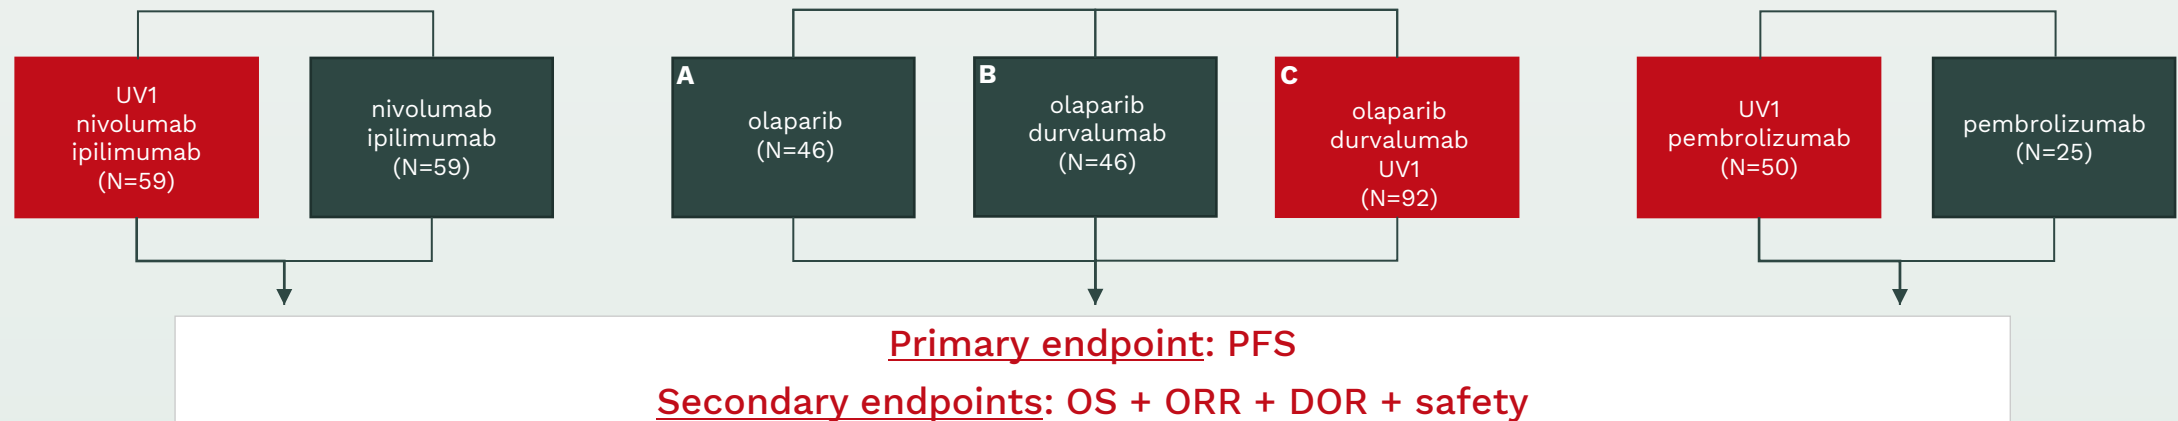 UV1
nivolumab
ipilimumab
(N=59)
nivolumab
ipilimumab
(N=59)
A
olaparib
(N=46)
B
olaparib
durvalumab
(N=46)
C
olaparib
durvalumab
UV1
(N=92)
UV1
pembrolizumab
(N=50)
pembrolizumab
(N=25)
Primary endpoint: PFS
Secondary endpoints: OS + ORR + DOR + safety